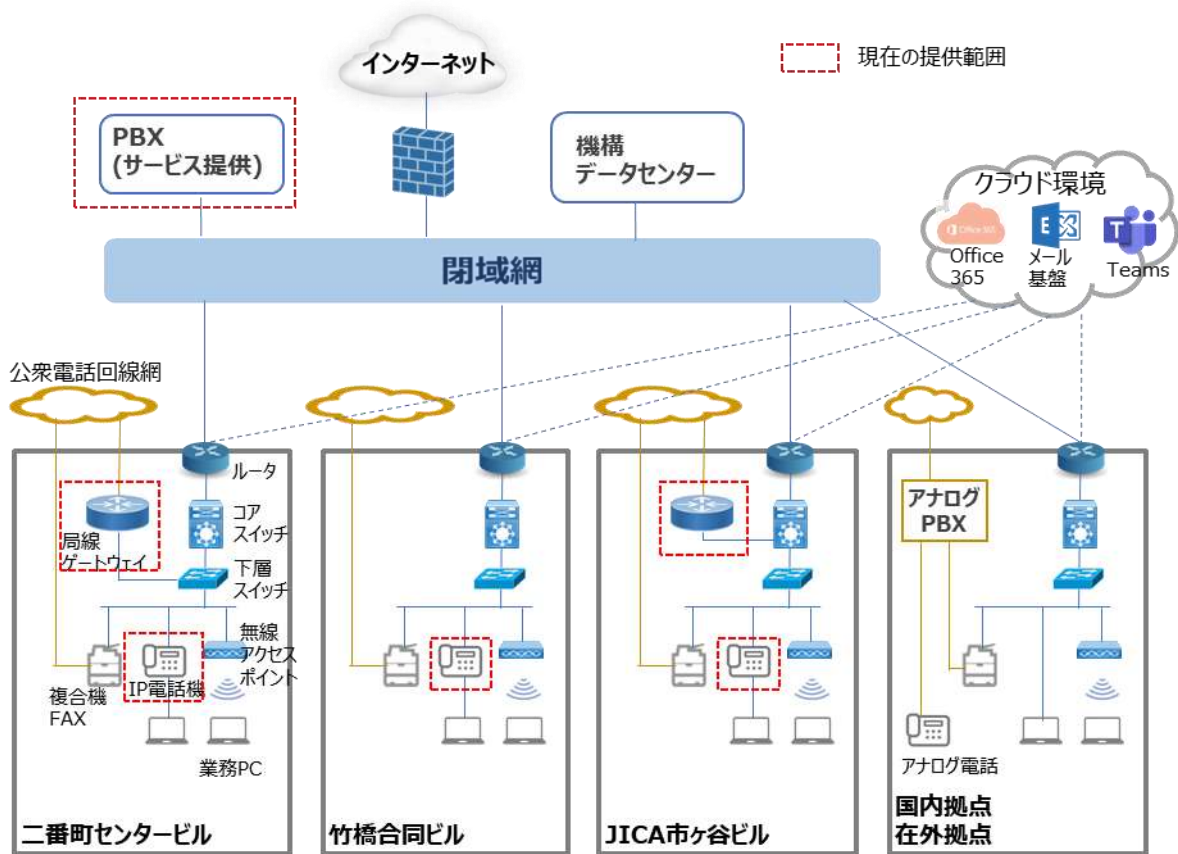 インターネット
現在の提供範囲
PBX
(サービス提供)
機構
データセンター
クラウド環境
Office 365
Office
365
E
メール
基盤
T
Teams
閉域網
公衆電話回線網
ルータ
コア
スイッチ
局線
ゲートウェイ
下層
スイッチ
無線
アクセス
ポイント
IP電話機
複合機
FAX
業務PC
アナログ
PBX
アナログ電話
二番町センタービル
竹橋合同ビル
JICA市ヶ谷ビル
国内拠点
在外拠点